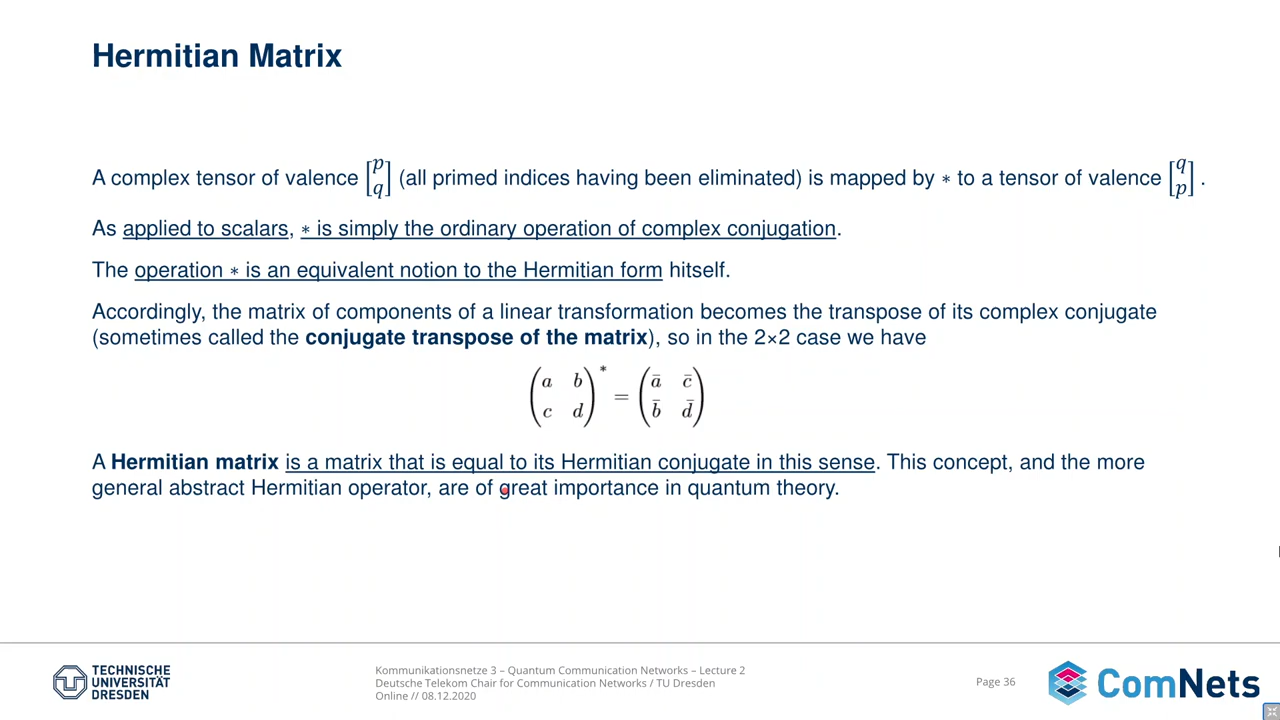 Hermitian Matrix
A complex tensor of valence [p q] (all primed indices having been eliminated) is mapped by ∗ to a tensor of valence [q p] .
As applied to scalars, ∗ is simply the ordinary operation of complex conjugation.
The operation ∗ is an equivalent notion to the Hermitian form hitself.
Accordingly, the matrix of components of a linear transformation becomes the transpose of its complex conjugate
(sometimes called the conjugate transpose of the matrix), so in the 2×2 case we have
(a b
c d)* = (ā c̄
b̄ d̄)
A Hermitian matrix is a matrix that is equal to its Hermitian conjugate in this sense. This concept, and the more
general abstract Hermitian operator, are of great importance in quantum theory.
TECHNISCHE
UNIVERSITÄT
DRESDEN
Kommunikationsnetze 3 – Quantum Communication Networks – Lecture 2
Deutsche Telekom Chair for Communication Networks / TU Dresden
Online // 08.12.2020
Page 36
ComNets